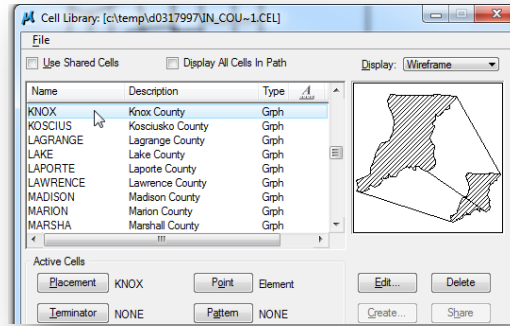 Cell Library: [c:\temp\d0317997\IN_COU~1.CEL]
File
Use Shared Cells Display All Cells In Path Display: Wireframe
Name Description Type A
KNOX Knox County Grph
KOSCIUS Kosciusko County Grph
LAGRANGE Lagrange County Grph
LAKE Lake County Grph
LAPORTE Laporte County Grph
LAWRENCE Lawrence County Grph
MADISON Madison County Grph
MARION Marion County Grph
MARSHA Marshall County Grph
Active Cells
Placement KNOX Point Element Edit... Delete
Terminator NONE Pattern NONE Create... Share